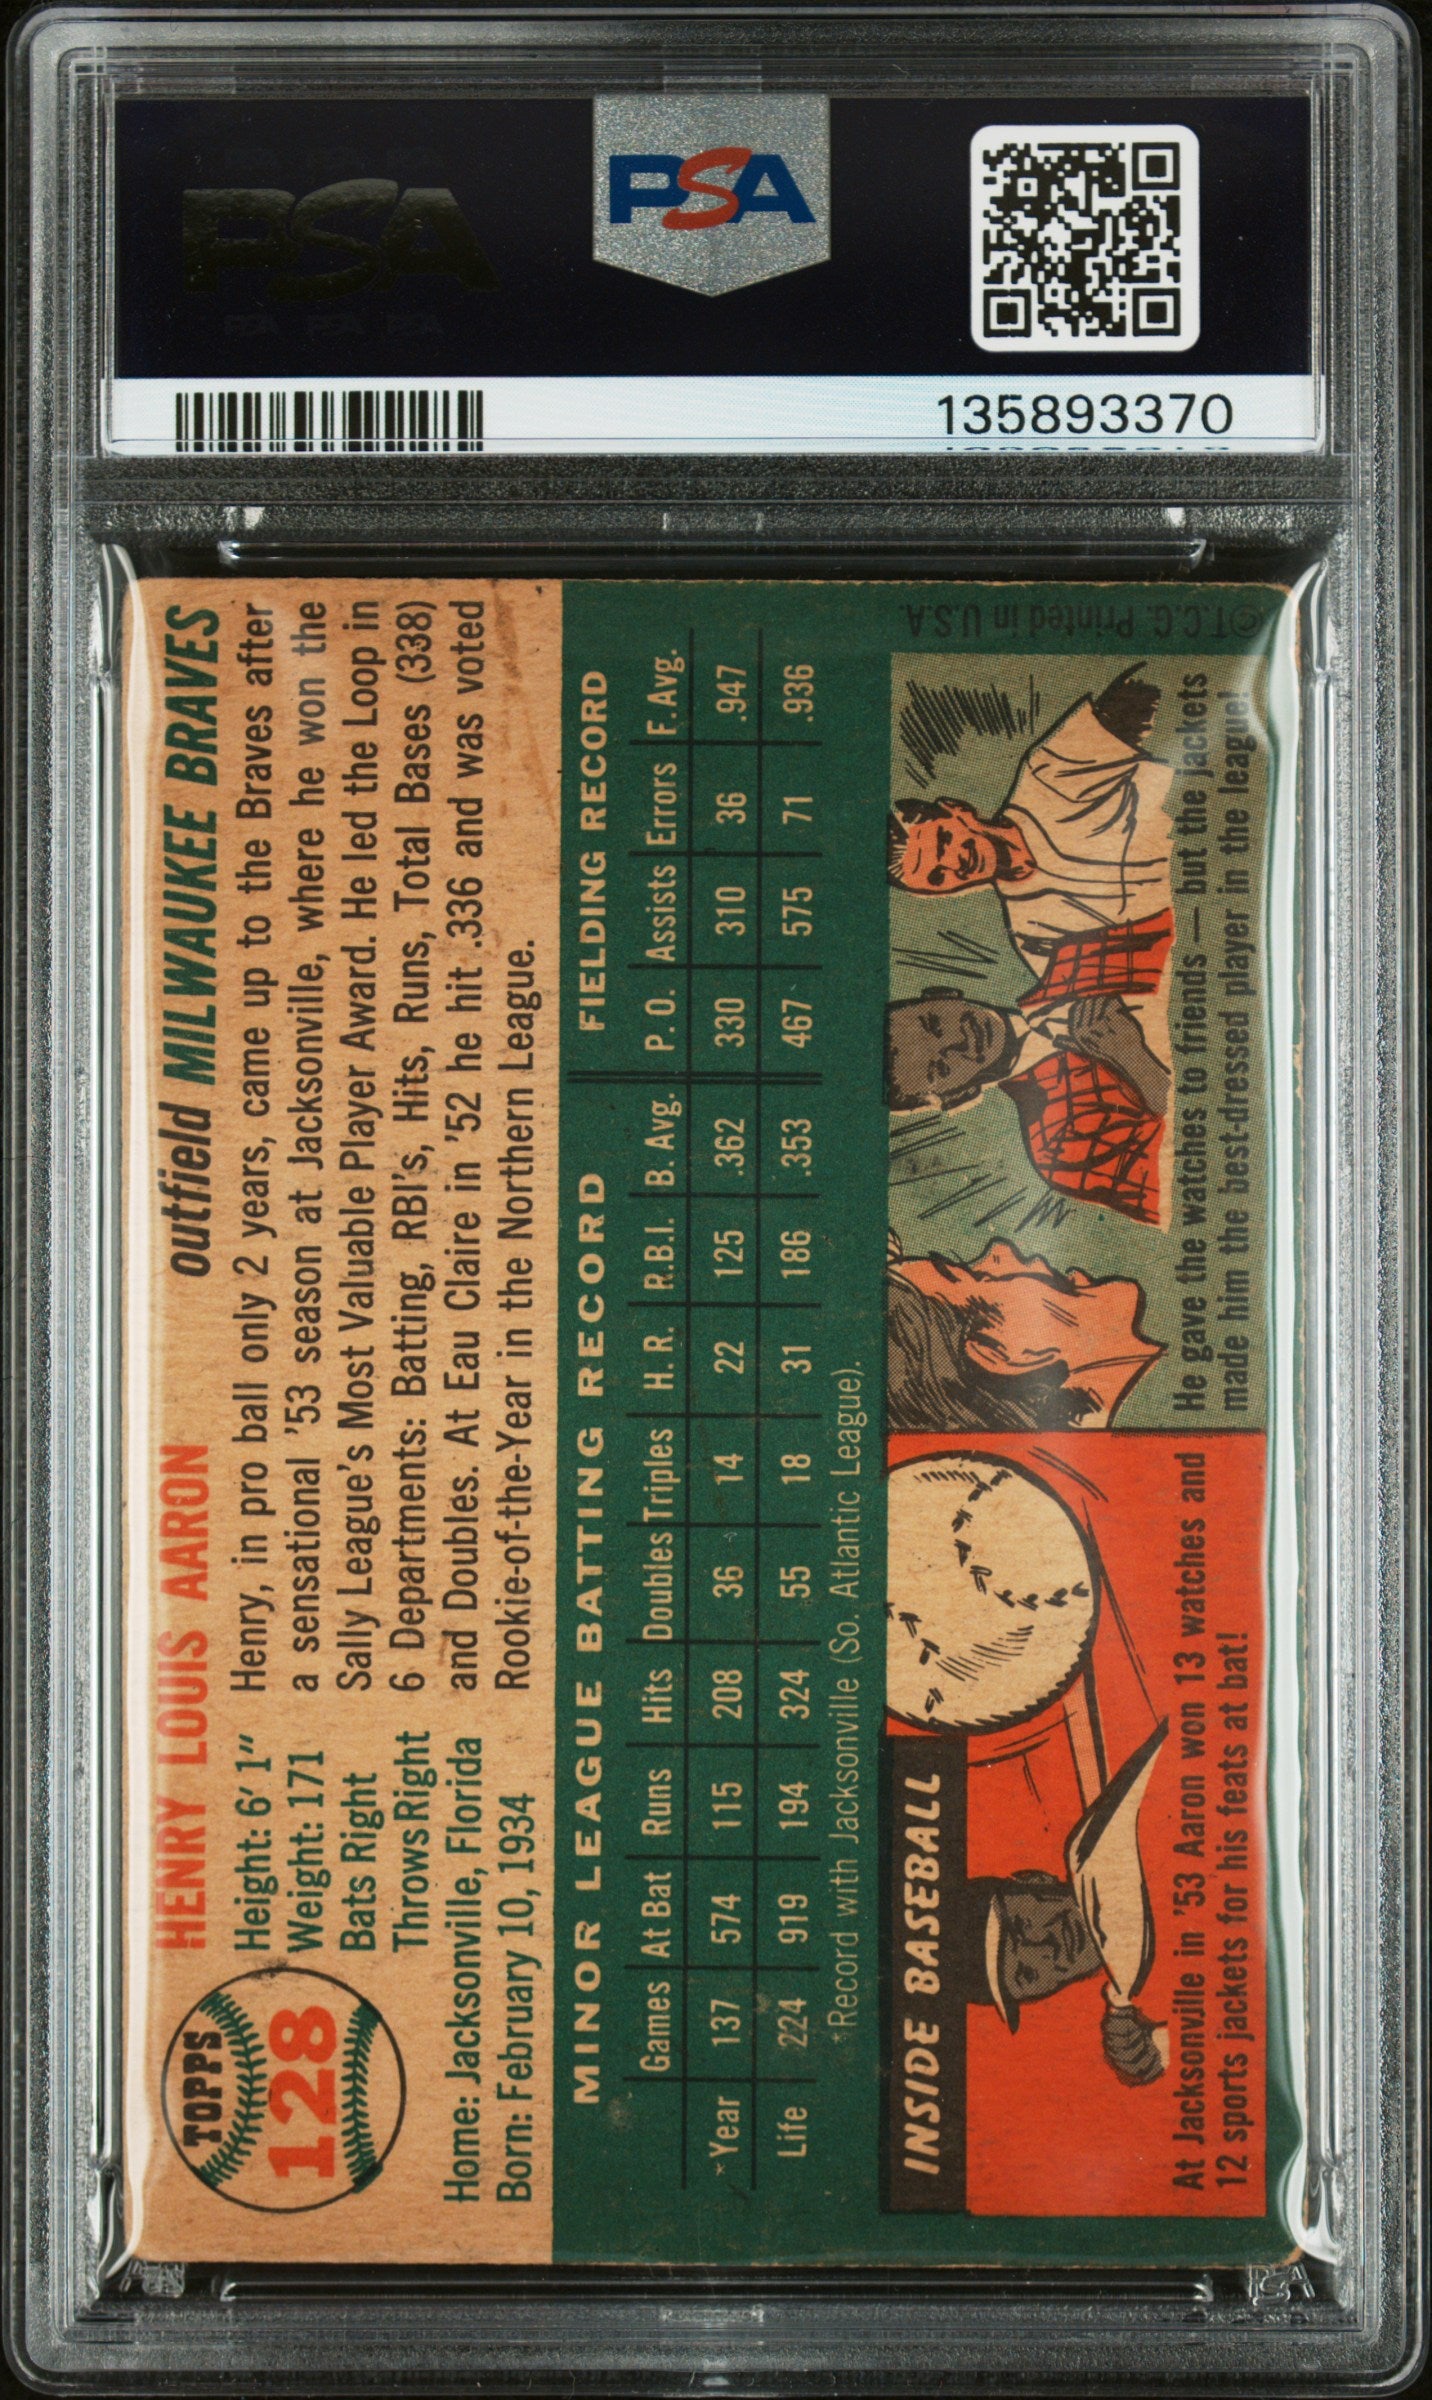 PSA
PSA
135893370
TOPPS
128
HENRY LOUIS AARON
outfield MILWAUKEE BRAVES
Height: 6' 1"
Weight: 171
Bats Right
Throws Right
Home: Jacksonville, Florida
Born: February 10, 1934
Henry, in pro ball only 2 years, came up to the Braves after
a sensational '53 season at Jacksonville, where he won the
Sally League's Most Valuable Player Award. He led the Loop in
6 Departments: Batting, RBI's, Hits, Runs, Total Bases (338)
and Doubles. At Eau Claire in '52 he hit .336 and was voted
Rookie-of-the-Year in the Northern League.
MINOR LEAGUE BATTING RECORD FIELDING RECORD
Games At Bat Runs Hits Doubles Triples H. R. R.B.I. B. Avg. P. O. Assists Errors F. Avg.
*Year 137 574 115 208 36 14 22 125 .362 330 310 36 .947
Life 224 919 194 324 55 18 31 186 .353 467 575 71 .936
*Record with Jacksonville (So. Atlantic League).
INSIDE BASEBALL
At Jacksonville in '53 Aaron won 13 watches and
12 sports jackets for his feats at bat!
He gave the watches to friends — but the jackets
made him the best-dressed player in the league!
©T.C.G. Printed in U.S.A.
PSA